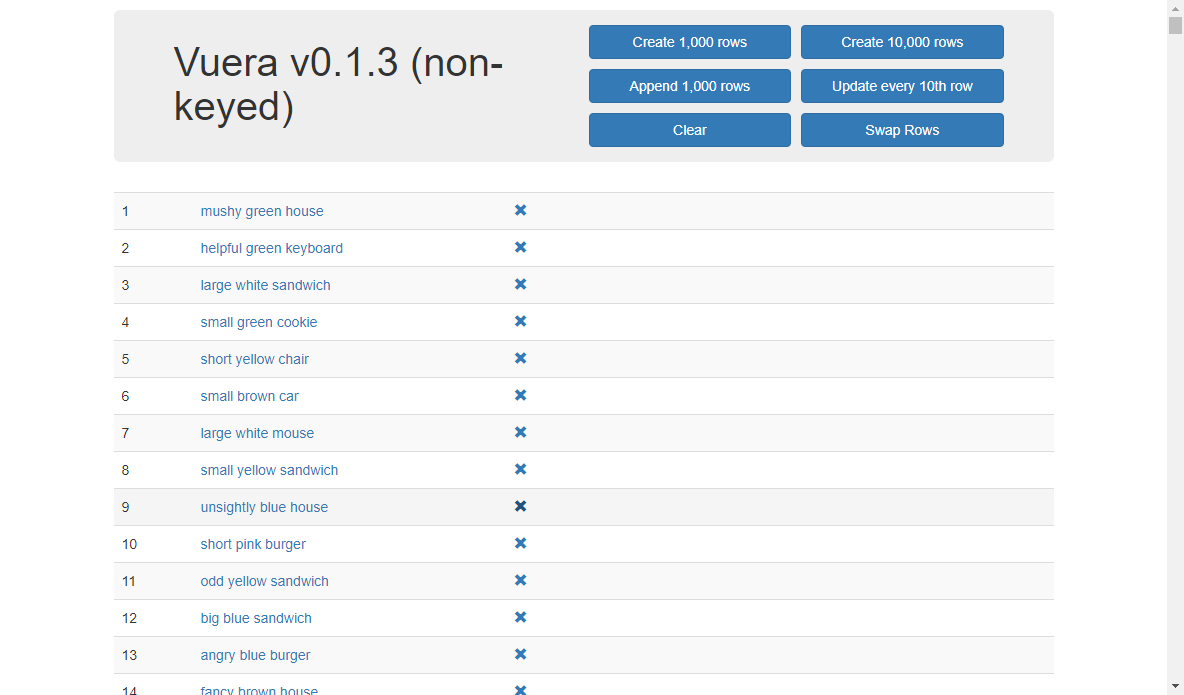 Vuera v0.1.3 (non-
keyed)
Create 1,000 rows
Create 10,000 rows
Append 1,000 rows
Update every 10th row
Clear
Swap Rows
1 mushy green house
2 helpful green keyboard
3 large white sandwich
4 small green cookie
5 short yellow chair
6 small brown car
7 large white mouse
8 small yellow sandwich
9 unsightly blue house
10 short pink burger
11 odd yellow sandwich
12 big blue sandwich
13 angry blue burger
14 fancy brown house